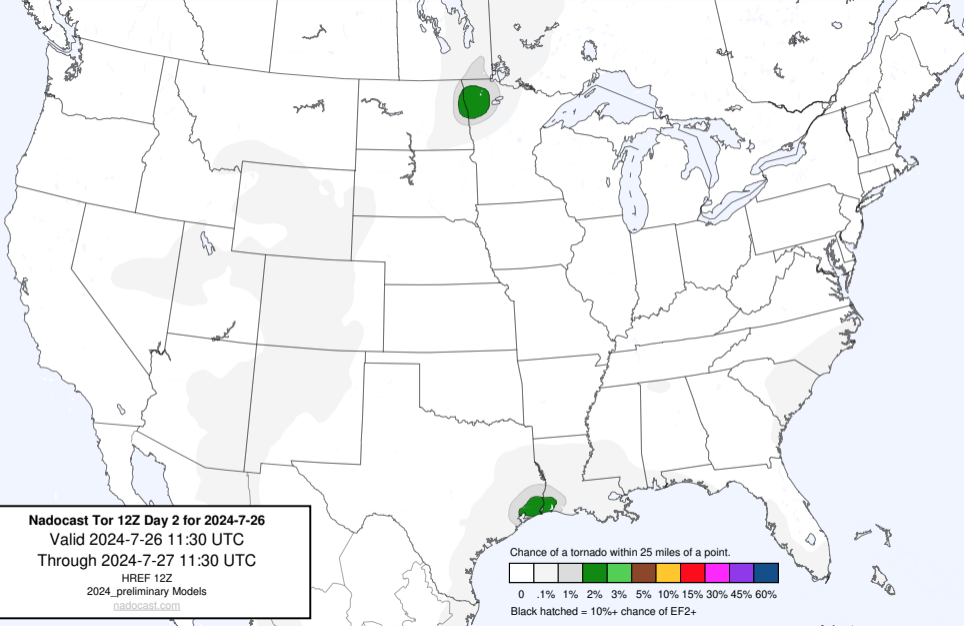 Nadocast Tor 12Z Day 2 for 2024-7-26
Valid 2024-7-26 11:30 UTC
Through 2024-7-27 11:30 UTC
HREF 12Z
2024_preliminary Models
nadocast.com
Chance of a tornado within 25 miles of a point.
0 .1% 1% 2% 3% 5% 10% 15% 30% 45% 60%
Black hatched = 10%+ chance of EF2+